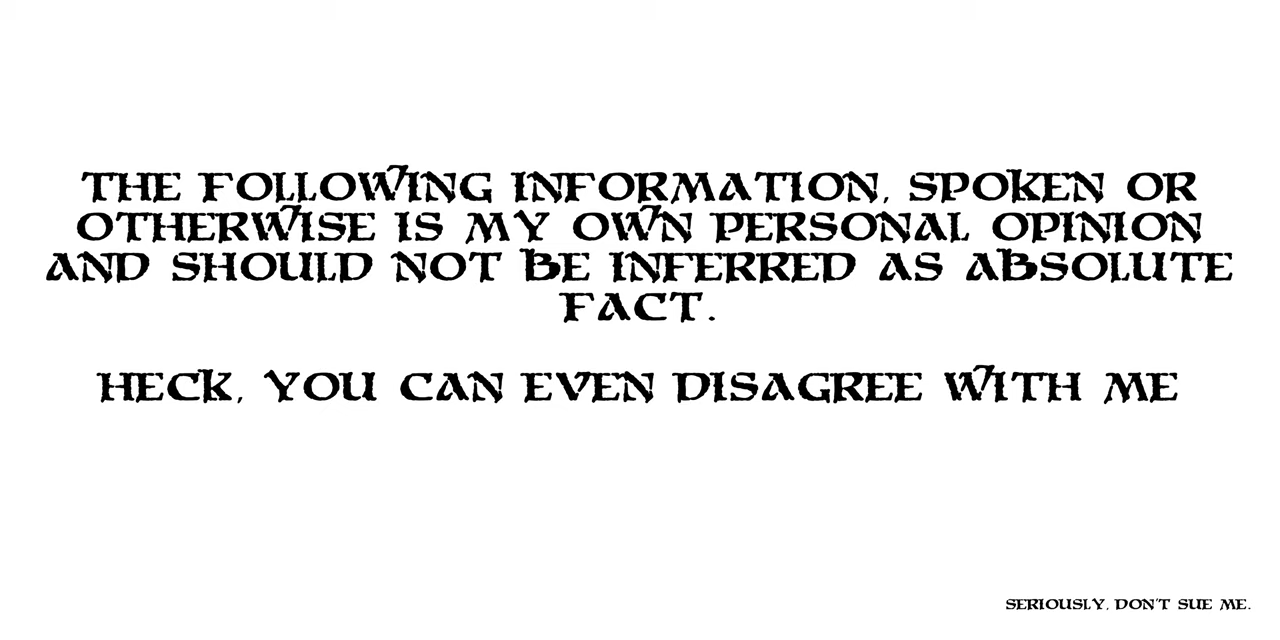 THE FOLLOWING INFORMATION, SPOKEN OR
OTHERWISE IS MY OWN PERSONAL OPINION
AND SHOULD NOT BE INFERRED AS ABSOLUTE
FACT.
HECK, YOU CAN EVEN DISAGREE WITH ME
SERIOUSLY, DON'T SUE ME.